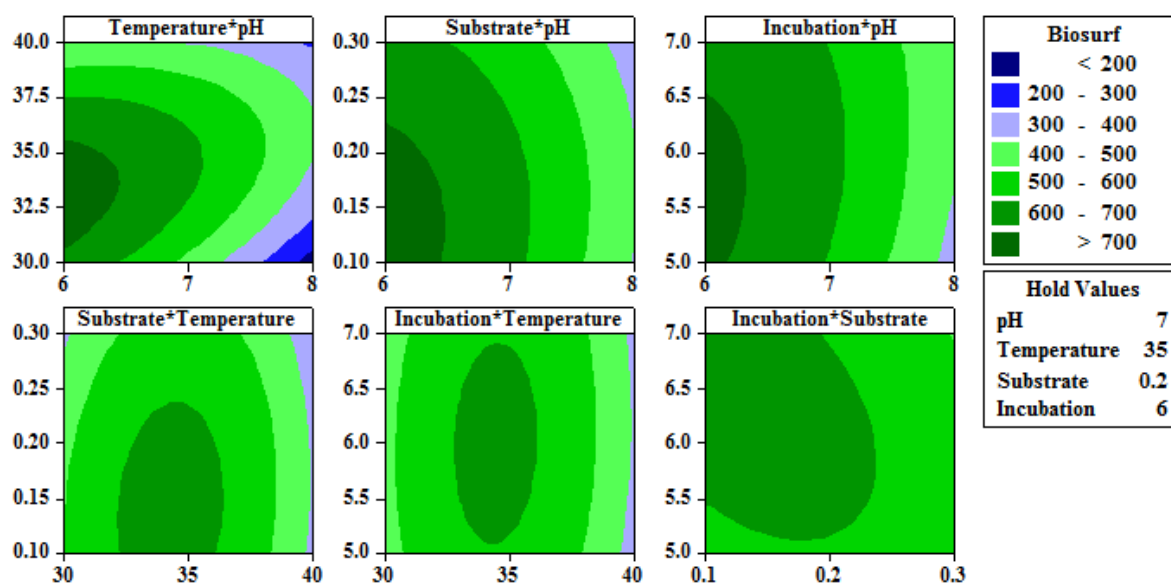 Temperature*pH
40.0
37.5
35.0
32.5
30.0
6 7 8
Substrate*pH
0.30
0.25
0.20
0.15
0.10
6 7 8
Incubation*pH
7.0
6.5
6.0
5.5
5.0
6 7 8
Substrate*Temperature
0.30
0.25
0.20
0.15
0.10
30 35 40
Incubation*Temperature
7.0
6.5
6.0
5.5
5.0
30 35 40
Incubation*Substrate
7.0
6.5
6.0
5.5
5.0
0.1 0.2 0.3
Biosurf
< 200
200 - 300
300 - 400
400 - 500
500 - 600
600 - 700
> 700
Hold Values
pH 7
Temperature 35
Substrate 0.2
Incubation 6